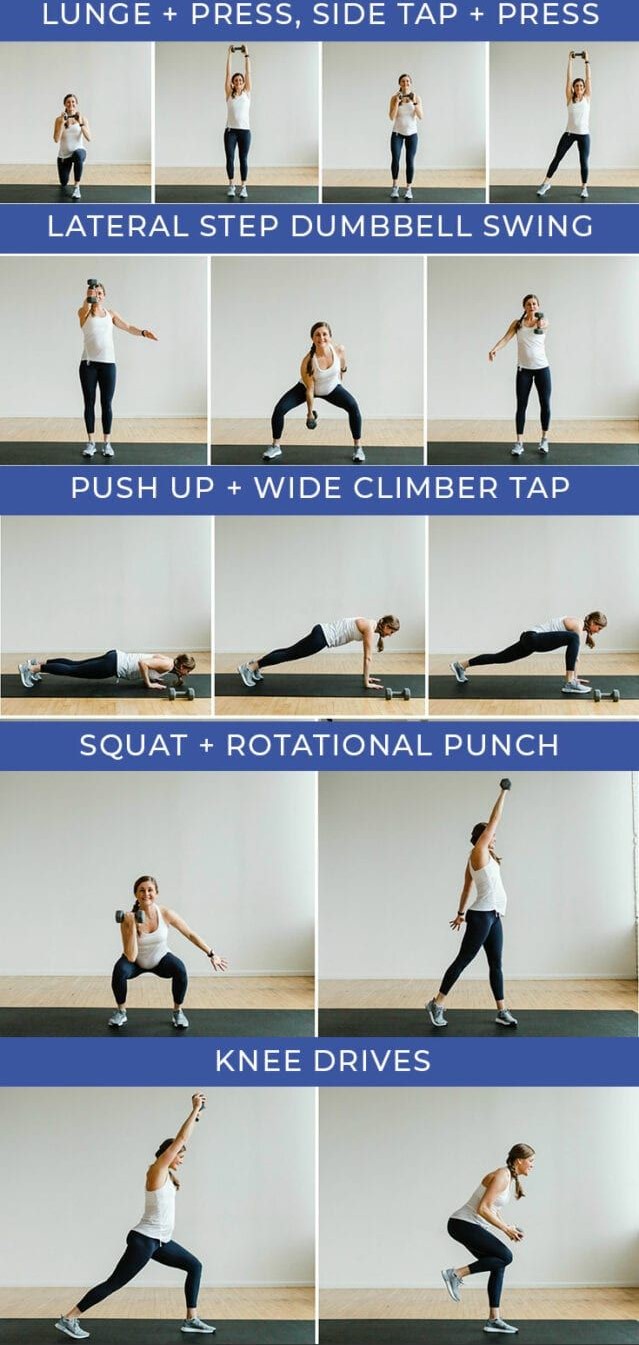 LUNGE + PRESS, SIDE TAP + PRESS
LATERAL STEP DUMBBELL SWING
PUSH UP + WIDE CLIMBER TAP
SQUAT + ROTATIONAL PUNCH
KNEE DRIVES